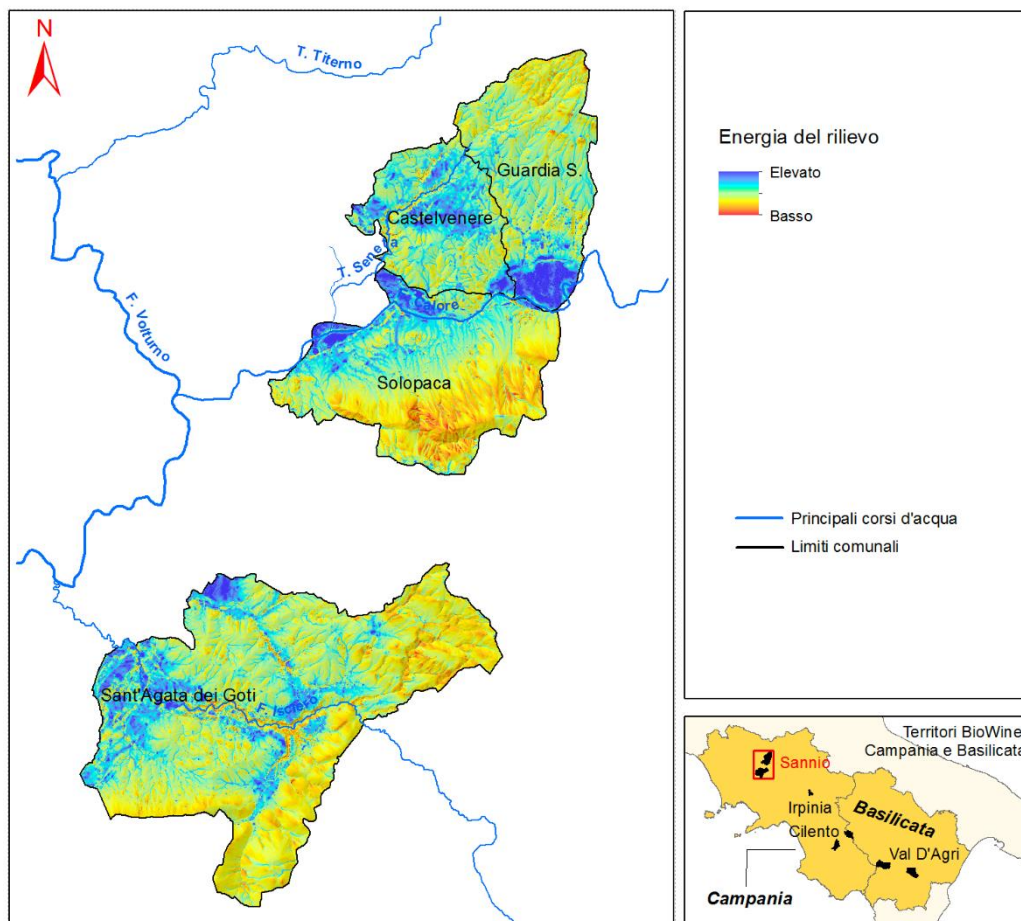 N
T. Titerno
Guardia S.
Castelvenere
T. Senella
F. Volturno
Calore
Solopaca
Sant'Agata dei Goti
F. Isclero
Energia del rilievo
Elevato
Basso
Principali corsi d'acqua
Limiti comunali
Territori BioWine
Campania e Basilicata
Sannio
Irpinia
Basilicata
Cilento
Val D'Agri
Campania